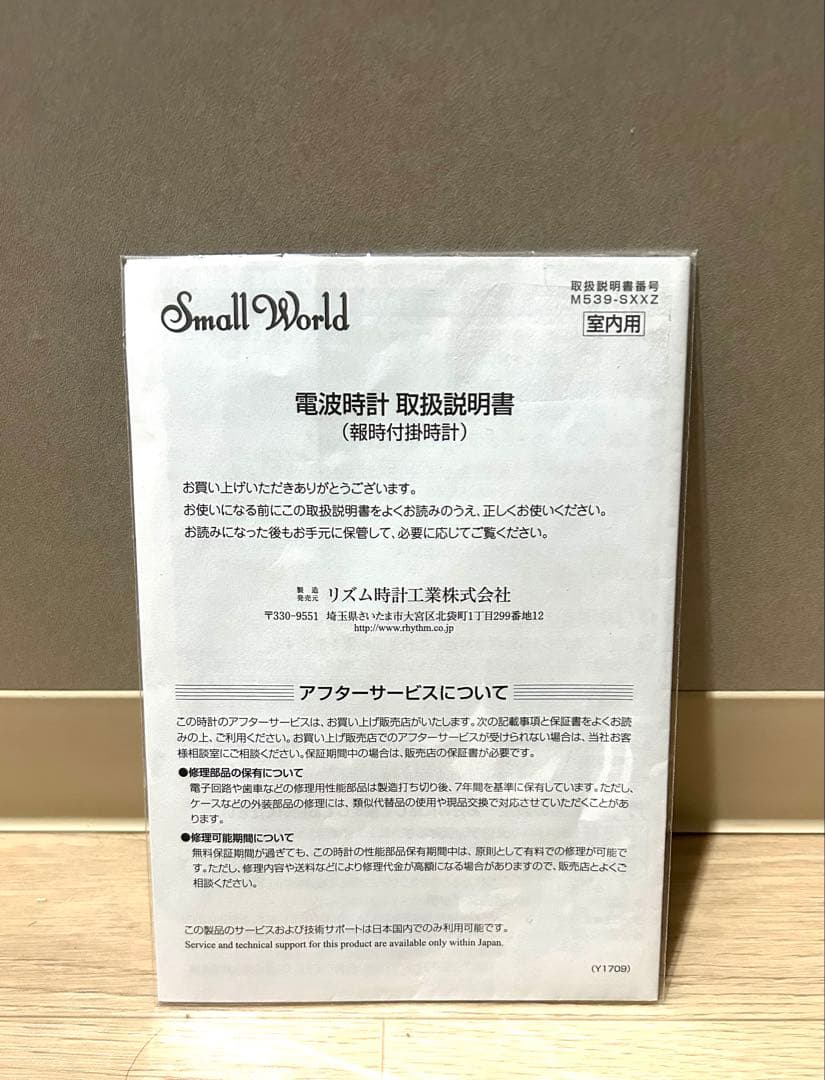 Small World
取扱説明書番号
M539-SXXZ
室内用
電波時計 取扱説明書
（報時付掛時計）
お買い上げいただきありがとうございます。
お使いになる前にこの取扱説明書をよくお読みのうえ、正しくお使いください。
お読みになった後もお手元に保管して、必要に応じてご覧ください。
製造
発売元 リズム時計工業株式会社
〒330-9551 埼玉県さいたま市大宮区北袋町1丁目299番地12
http://www.rhythm.co.jp
アフターサービスについて
この時計のアフターサービスは、お買い上げ販売店がいたします。次の記載事項と保証書をよくお読
みの上、ご利用ください。お買い上げ販売店でのアフターサービスが受けられない場合は、当社お客
様相談室にご相談ください。保証期間中の場合は、販売店の保証書が必要です。
●修理部品の保有について
電子回路や歯車などの修理用性能部品は製造打ち切り後、7年間を基準に保有しています。ただし、
ケースなどの外装部品の修理には、類似代替品の使用や現品交換で対応させていただくことがあ
ります。
●修理可能期間について
無料保証期間が過ぎても、この時計の性能部品保有期間中は、原則として有料での修理が可能で
す。ただし、修理内容や送料などにより修理代金が高額になる場合がありますので、販売店とよくご
相談ください。
この製品のサービスおよび技術サポートは日本国内でのみ利用可能です。
Service and technical support for this product are available only within Japan.
(Y1709)